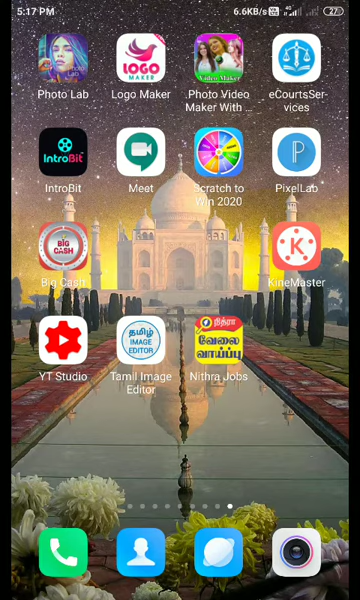 5:17 PM
6.6KB/s
4G
27
Photo Lab
LOGO
MAKER
Logo Maker
Video Maker
.Photo Video
Maker With ...
eCourtsSer-
vices
IntroBit
IntroBit
Meet
Scratch to
Win 2020
P
PixelLab
BIG
CASH
Big Cash
K
KineMaster
YT Studio
தமிழ்
IMAGE
EDITOR
Tamil Image
Editor
நித்ரா
வேலை
வாய்ப்பு
Nithra Jobs